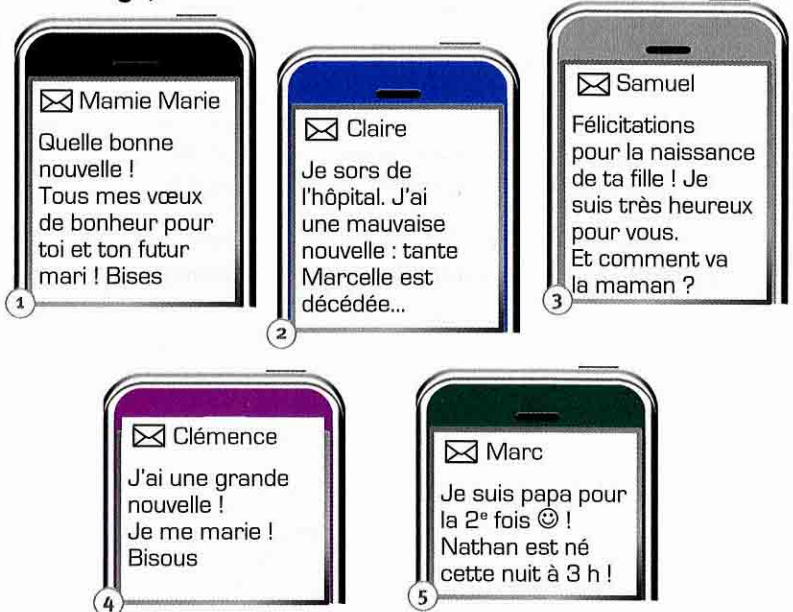 Mamie Marie
Quelle bonne
nouvelle !
Tous mes vœux
de bonheur pour
toi et ton futur
mari ! Bises
1
Claire
Je sors de
l'hôpital. J'ai
une mauvaise
nouvelle : tante
Marcelle est
décédée...
2
Samuel
Félicitations
pour la naissance
de ta fille ! Je
suis très heureux
pour vous.
Et comment va
la maman ?
3
Clémence
J'ai une grande
nouvelle !
Je me marie !
Bisous
4
Marc
Je suis papa pour
la 2e fois ☺ !
Nathan est né
cette nuit à 3 h !
5